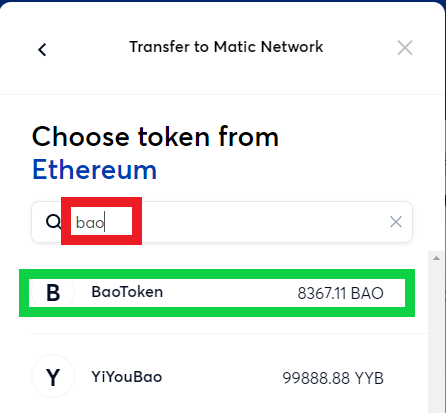 Transfer to Matic Network
Choose token from
Ethereum
bao
B BaoToken 8367.11 BAO
Y YiYouBao 99888.88 YYB